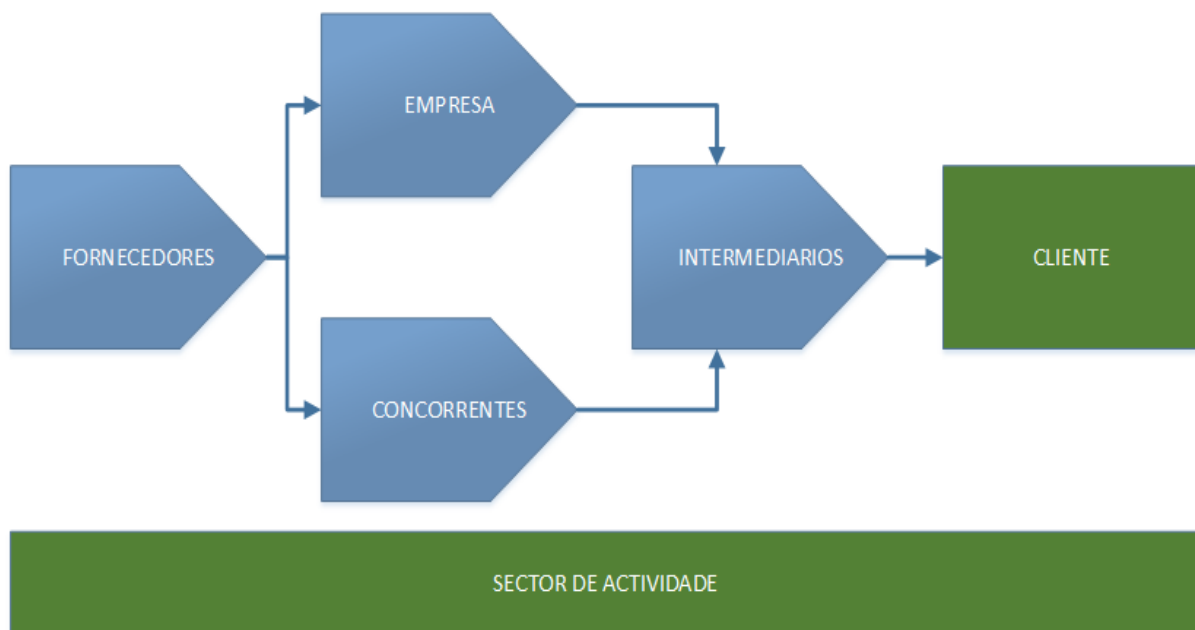 EMPRESA
FORNECEDORES
INTERMEDIARIOS
CLIENTE
CONCORRENTES
SECTOR DE ACTIVIDADE